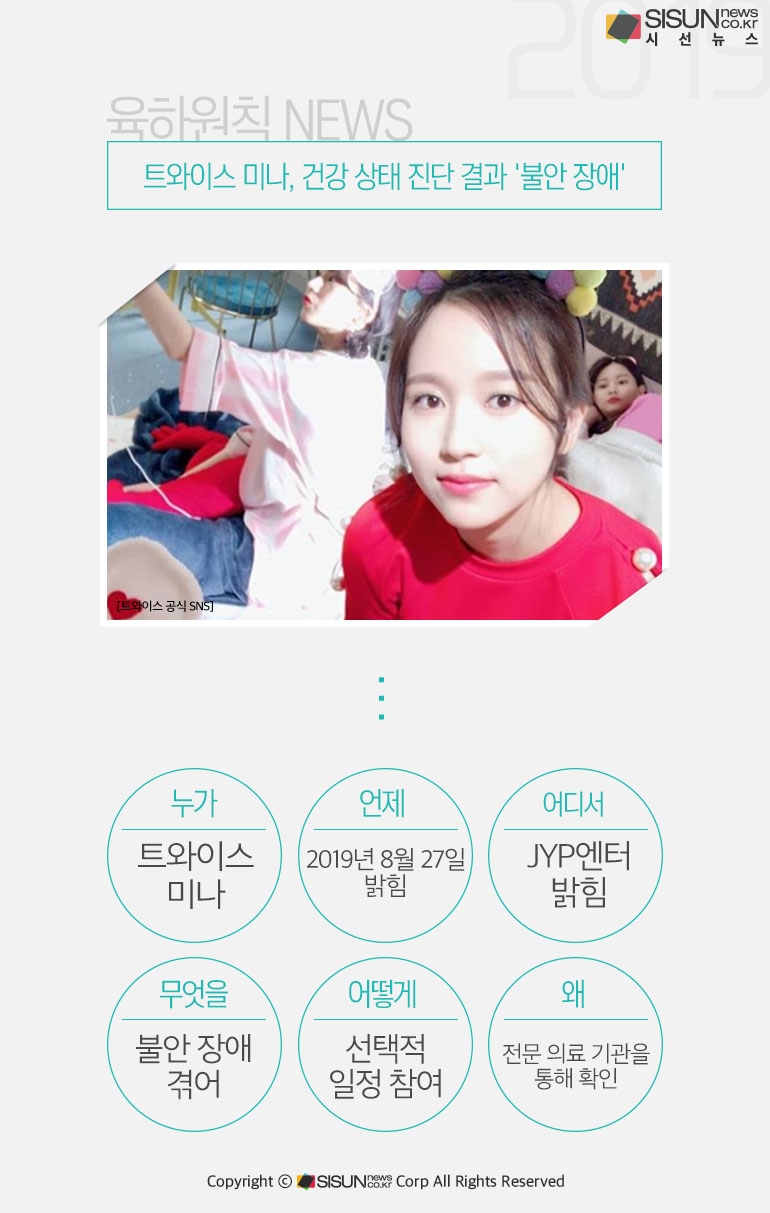 2019
SISUN news
co.kr
시선뉴스
육하원칙 NEWS
트와이스 미나, 건강 상태 진단 결과 '불안 장애'
[트와이스 공식 SNS]
누가
트와이스
미나
언제
2019년 8월 27일
밝힘
어디서
JYP엔터
밝힘
무엇을
불안 장애
겪어
어떻게
선택적
일정 참여
왜
전문 의료 기관을
통해 확인
Copyright ⓒ SISUN news co.kr Corp All Rights Reserved